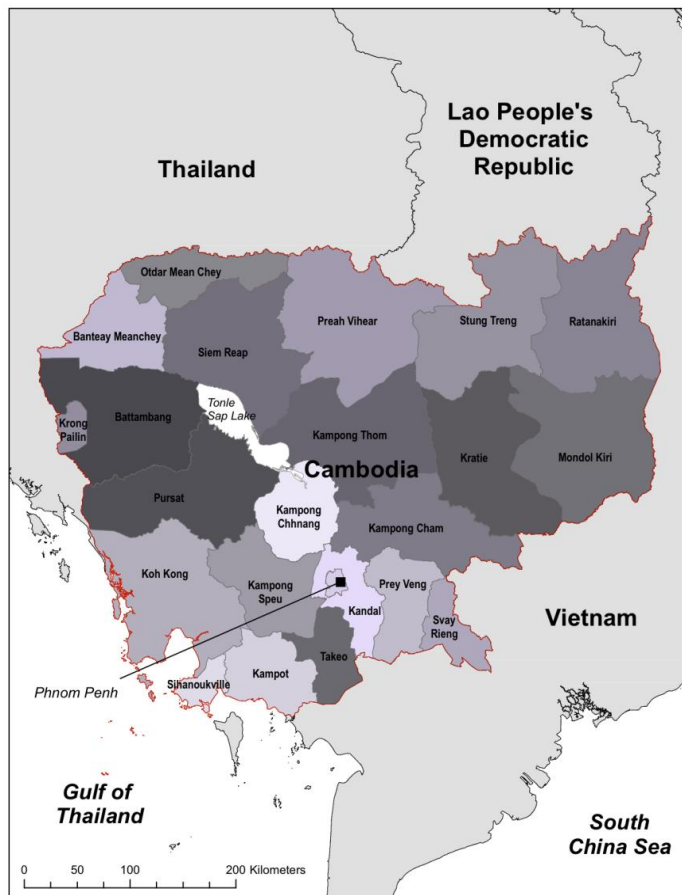 Lao People's
Democratic
Republic
Thailand
Otdar Mean Chey
Preah Vihear
Stung Treng
Ratanakiri
Banteay Meanchey
Siem Reap
Tonle
Sap Lake
Krong
Pailin
Battambang
Kampong Thom
Cambodia
Kratie
Mondol Kiri
Pursat
Kampong
Chhnang
Kampong Cham
Koh Kong
Kampong
Speu
Prey Veng
Kandal
Svay
Rieng
Vietnam
Takeo
Kampot
Sihanoukville
Phnom Penh
Gulf of
Thailand
South
China Sea
0 50 100 200 Kilometers